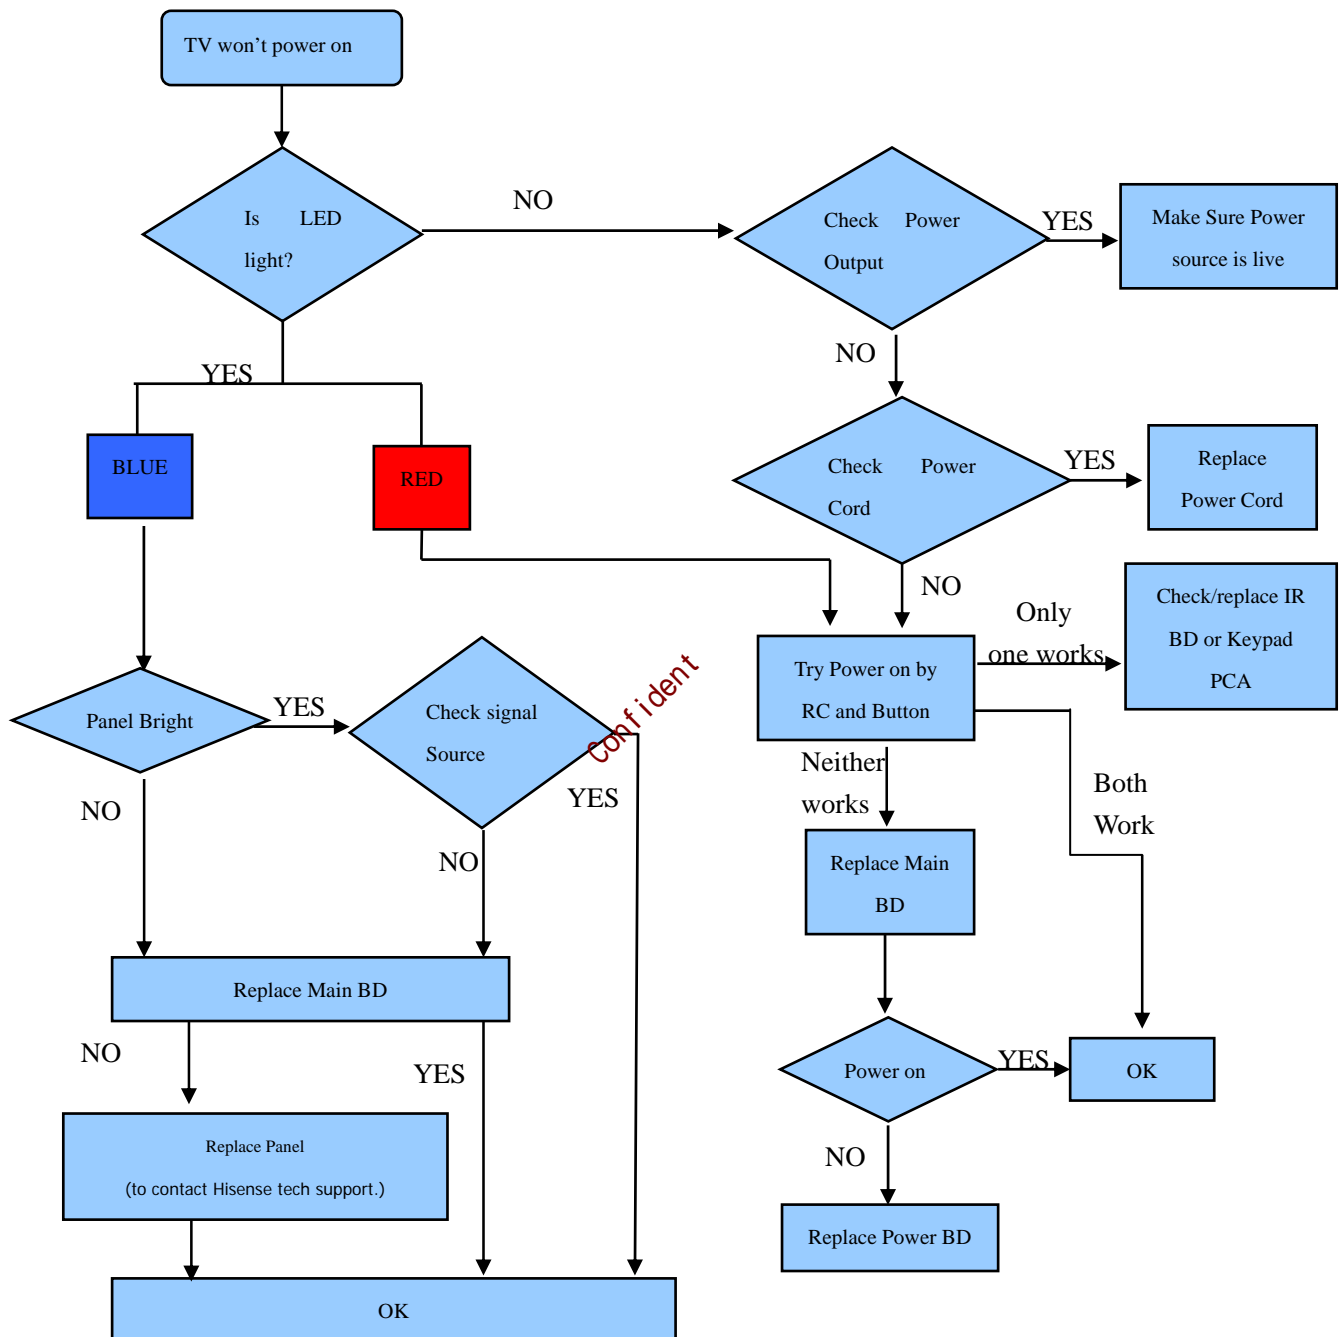 TV won't power on
Is LED
light?
NO
Check Power
Output
YES
Make Sure Power
source is live
NO
YES
BLUE
RED
Check Power
Cord
YES
Replace
Power Cord
NO
Only
one works
Check/replace IR
BD or Keypad
PCA
Try Power on by
RC and Button
Panel Bright
YES
Check signal
Source
Confident
YES
NO
NO
Neither
works
Both
Work
Replace Main
BD
Replace Main BD
NO
YES
Power on
YES
OK
Replace Panel
(to contact Hisense tech support.)
NO
Replace Power BD
OK